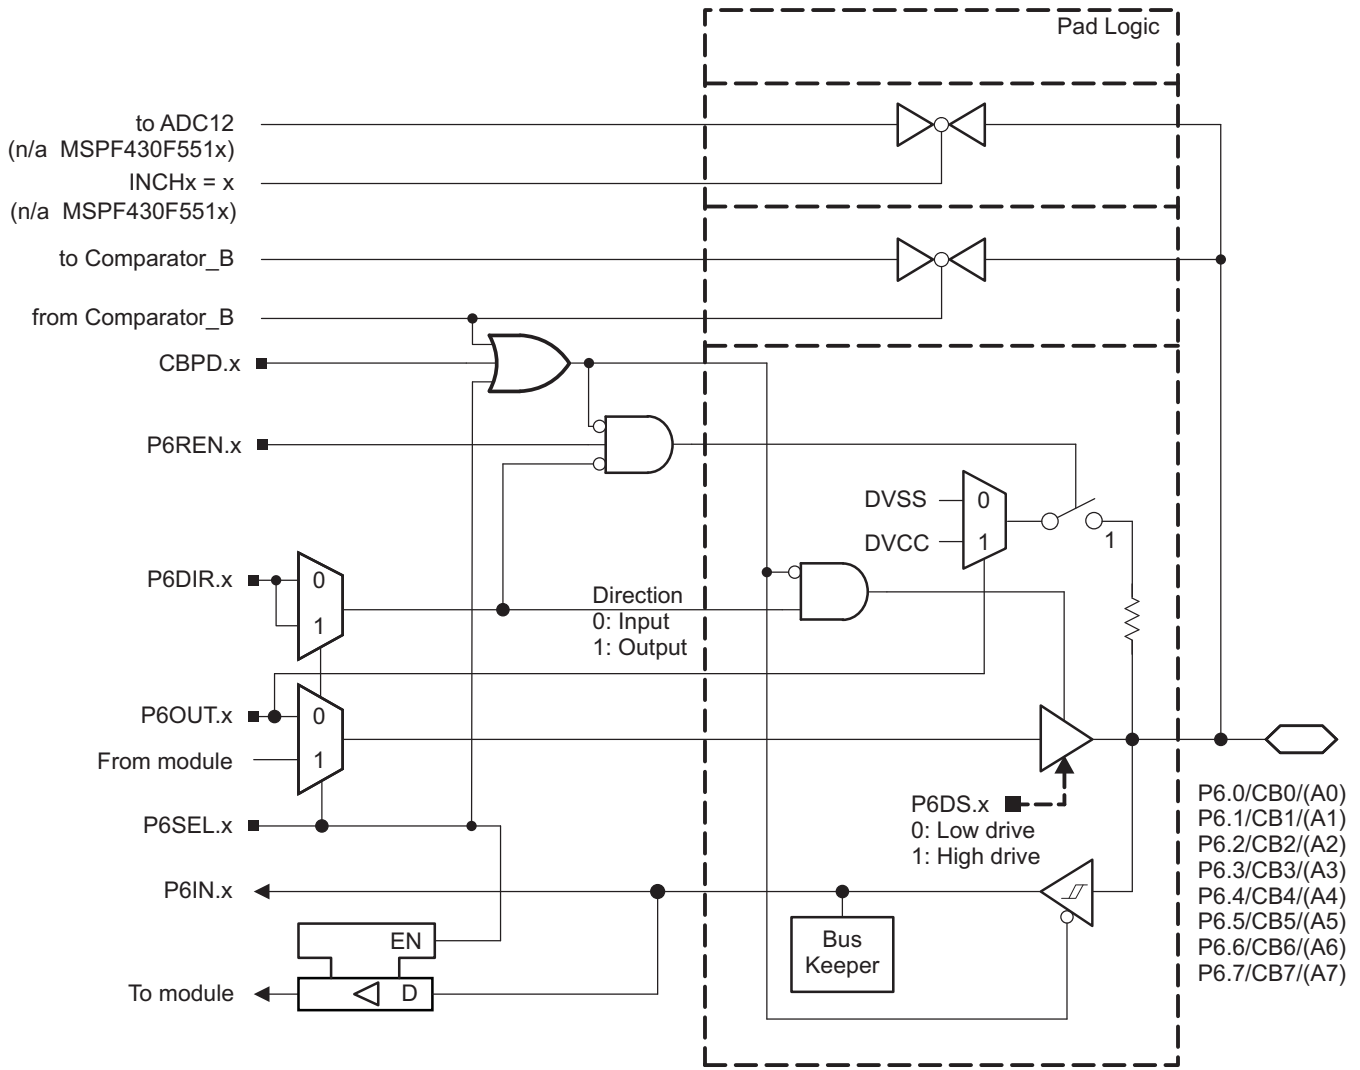 Pad Logic
to ADC12
(n/a MSPF430F551x)
INCHx = x
(n/a MSPF430F551x)
to Comparator_B
from Comparator_B
CBPD.x
P6REN.x
DVSS
0
DVCC
1
1
P6DIR.x
0
1
Direction
0: Input
1: Output
P6OUT.x
0
From module
1
P6SEL.x
P6DS.x
0: Low drive
1: High drive
P6.0/CB0/(A0)
P6.1/CB1/(A1)
P6.2/CB2/(A2)
P6.3/CB3/(A3)
P6.4/CB4/(A4)
P6.5/CB5/(A5)
P6.6/CB6/(A6)
P6.7/CB7/(A7)
P6IN.x
EN
Bus
Keeper
To module
D